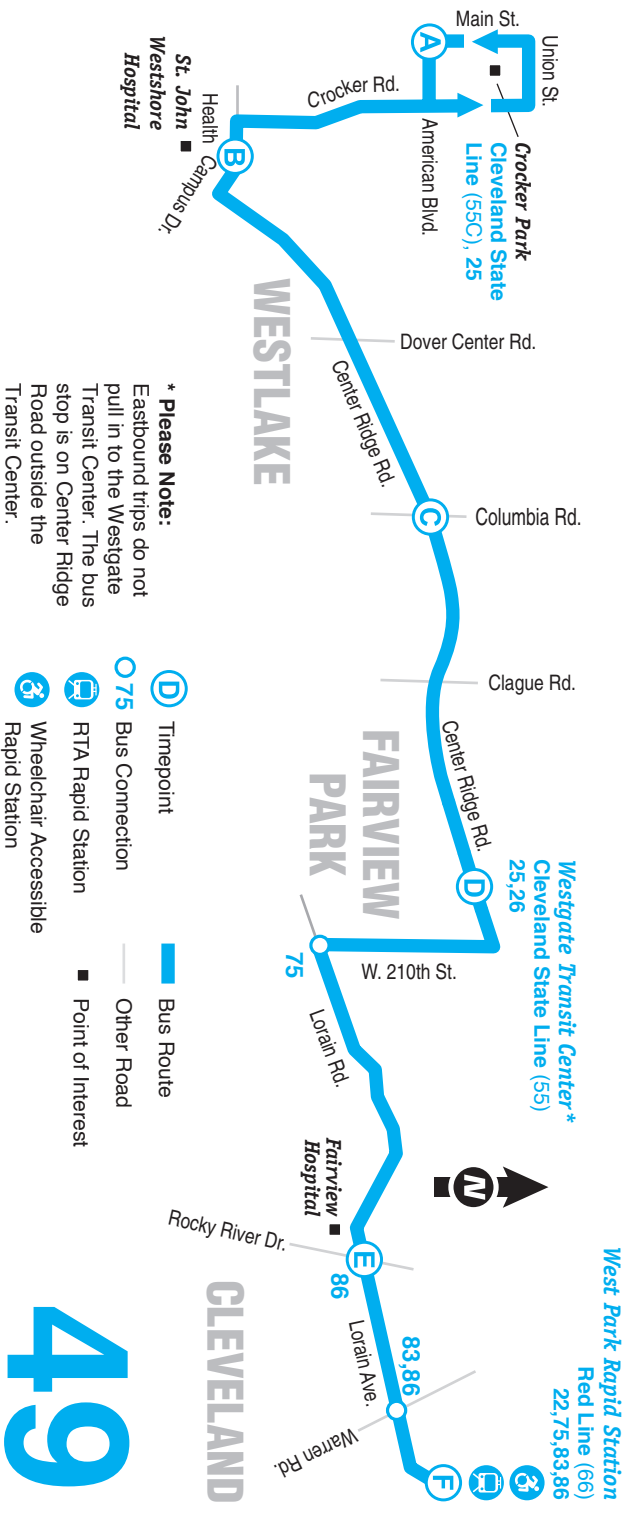 Main St.
Union St.
A
Crocker Park
Cleveland State
Line (55C), 25
Crocker Rd.
American Blvd.
St. John
Westshore
Hospital
Health Campus Dr.
B
WESTLAKE
Dover Center Rd.
Center Ridge Rd.
C
Columbia Rd.
Clague Rd.
Center Ridge Rd.
FAIRVIEW
PARK
D
Westgate Transit Center*
Cleveland State Line (55)
25,26
W. 210th St.
75
Lorain Rd.
N
Fairview
Hospital
Rocky River Dr.
E
86
CLEVELAND
Lorain Ave.
83,86
Warren Rd.
West Park Rapid Station
Red Line (66)
22,75,83,86
F
* Please Note:
Eastbound trips do not
pull in to the Westgate
Transit Center. The bus
stop is on Center Ridge
Road outside the
Transit Center.
D Timepoint
75 Bus Connection
RTA Rapid Station
Wheelchair Accessible
Rapid Station
Bus Route
Other Road
Point of Interest
49